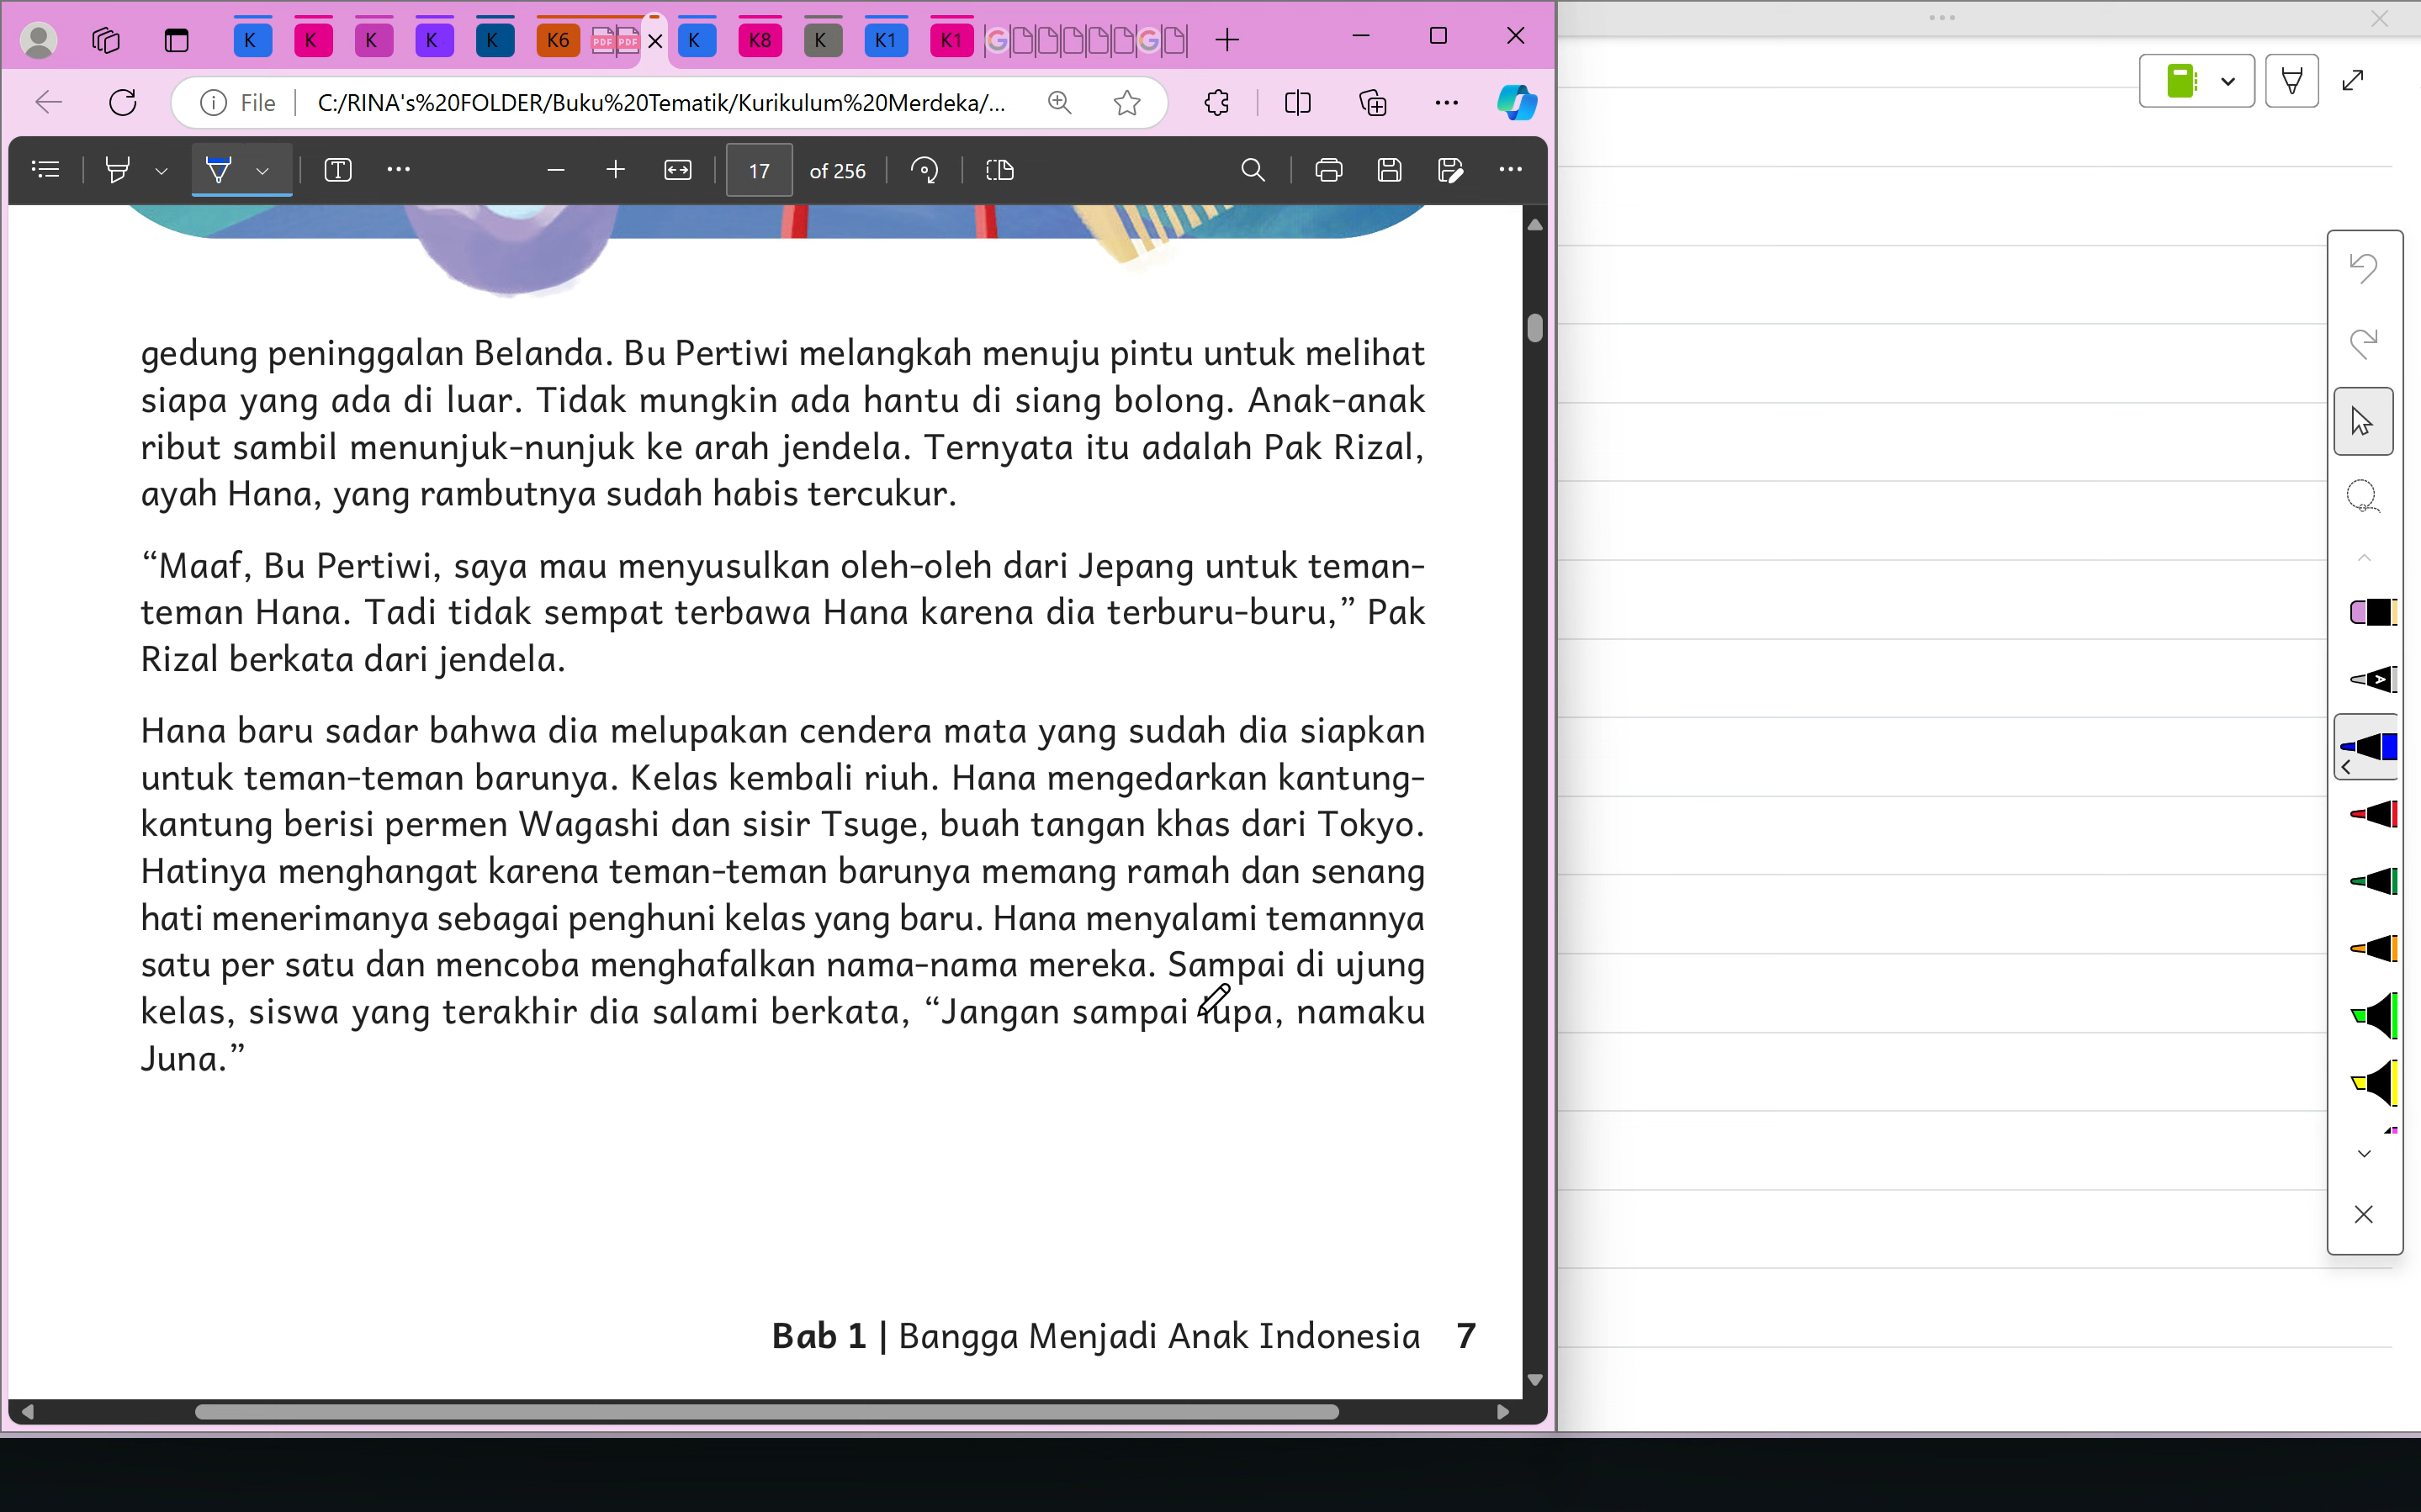 K K K K K K6 PDF PDF K K8 K K1 K1 G G
File C:/RINA's%20FOLDER/Buku%20Tematik/Kurikulum%20Merdeka/...
17 of 256
gedung peninggalan Belanda. Bu Pertiwi melangkah menuju pintu untuk melihat
siapa yang ada di luar. Tidak mungkin ada hantu di siang bolong. Anak-anak
ribut sambil menunjuk-nunjuk ke arah jendela. Ternyata itu adalah Pak Rizal,
ayah Hana, yang rambutnya sudah habis tercukur.
“Maaf, Bu Pertiwi, saya mau menyusulkan oleh-oleh dari Jepang untuk teman-
teman Hana. Tadi tidak sempat terbawa Hana karena dia terburu-buru,” Pak
Rizal berkata dari jendela.
Hana baru sadar bahwa dia melupakan cendera mata yang sudah dia siapkan
untuk teman-teman barunya. Kelas kembali riuh. Hana mengedarkan kantung-
kantung berisi permen Wagashi dan sisir Tsuge, buah tangan khas dari Tokyo.
Hatinya menghangat karena teman-teman barunya memang ramah dan senang
hati menerimanya sebagai penghuni kelas yang baru. Hana menyalami temannya
satu per satu dan mencoba menghafalkan nama-nama mereka. Sampai di ujung
kelas, siswa yang terakhir dia salami berkata, “Jangan sampai lupa, namaku
Juna.”
Bab 1 | Bangga Menjadi Anak Indonesia 7